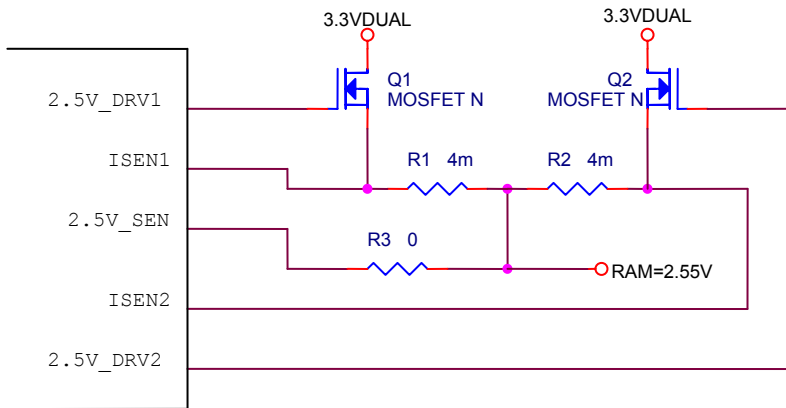 3.3VDUAL 3.3VDUAL
Q1 Q2
2.5V_DRV1 MOSFET N MOSFET N
ISEN1 R1 4m R2 4m
2.5V_SEN
R3 0
RAM=2.55V
ISEN2
2.5V_DRV2